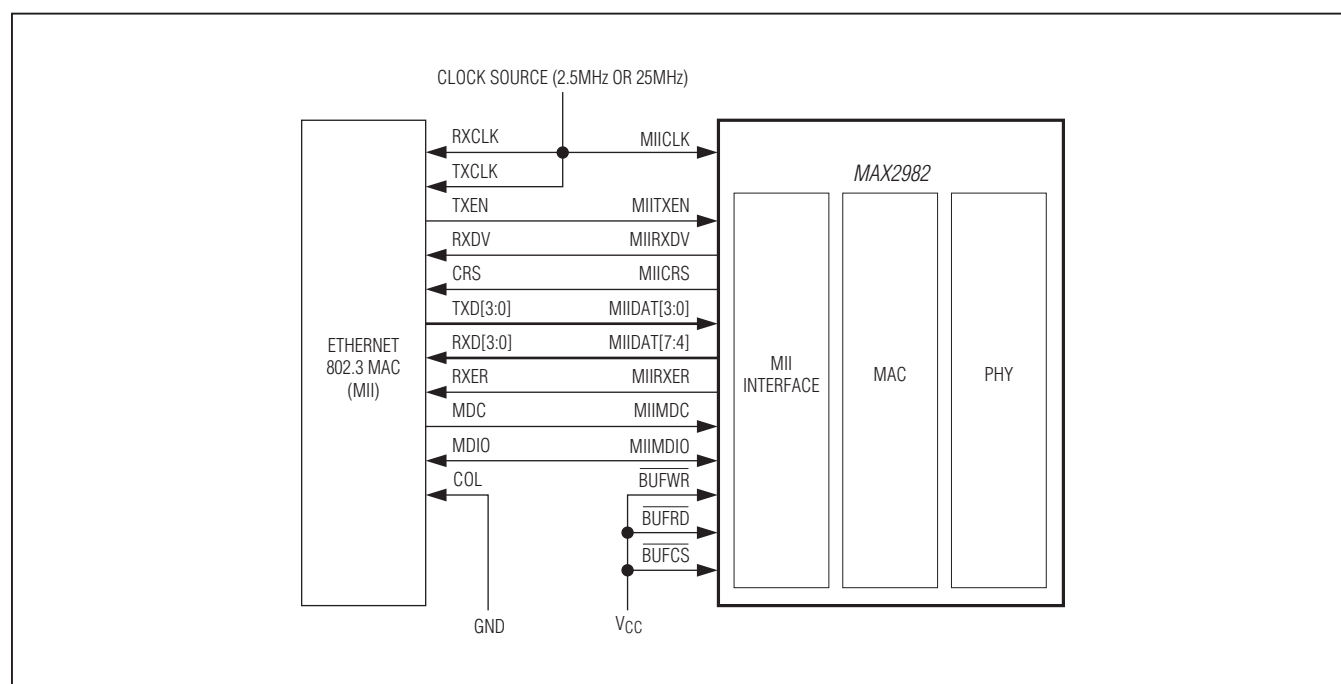 CLOCK SOURCE (2.5MHz OR 25MHz)
RXCLK MIICLK
TXCLK
TXEN MIITXEN
RXDV MIIRXDV
CRS MIICRS
TXD[3:0] MIIDAT[3:0]
RXD[3:0] MIIDAT[7:4]
RXER MIIRXER
MDC MIIMDC
MDIO MIIMDIO
COL BUFWR
BUFRD
BUFCS
GND VCC
ETHERNET
802.3 MAC
(MII)
MAX2982
MII
INTERFACE
MAC
PHY